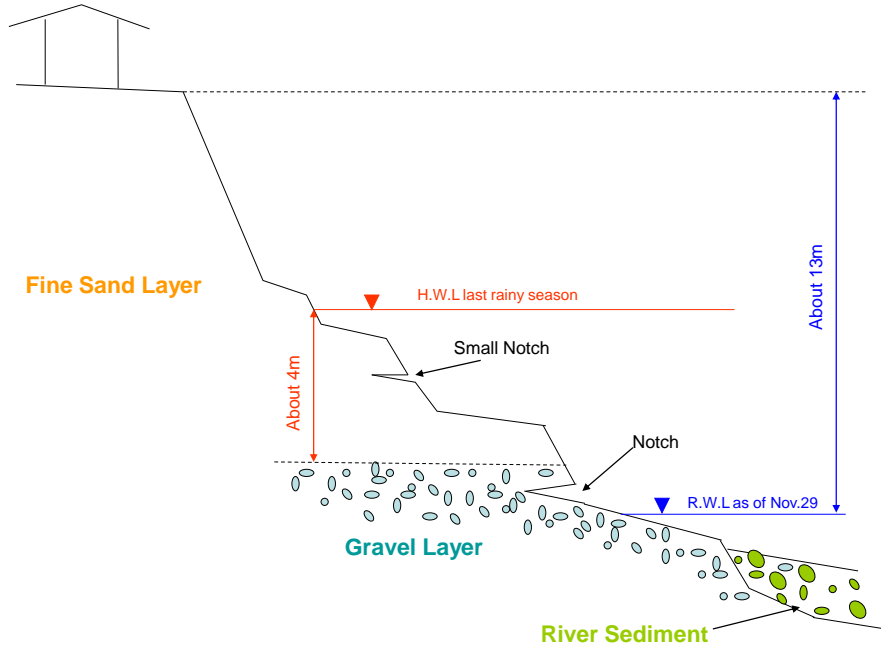 Fine Sand Layer
H.W.L last rainy season
About 13m
Small Notch
About 4m
Notch
R.W.L as of Nov.29
Gravel Layer
River Sediment